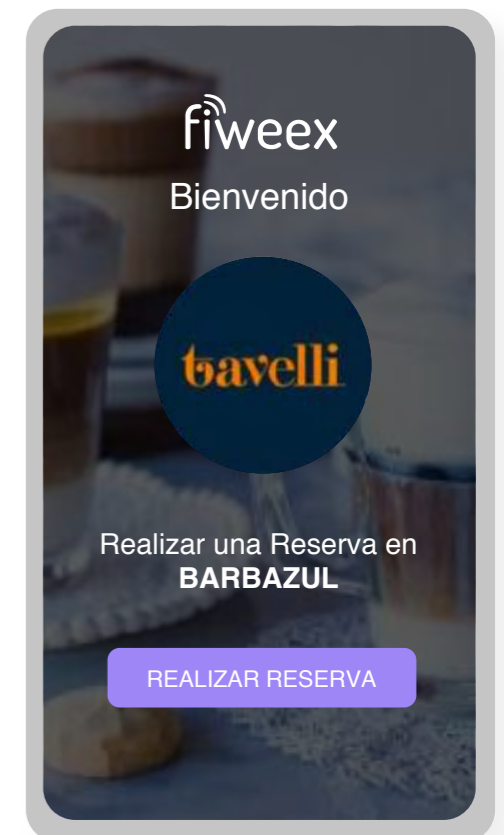 fiweex
Bienvenido
tavelli
Realizar una Reserva en
BARBAZUL
REALIZAR RESERVA